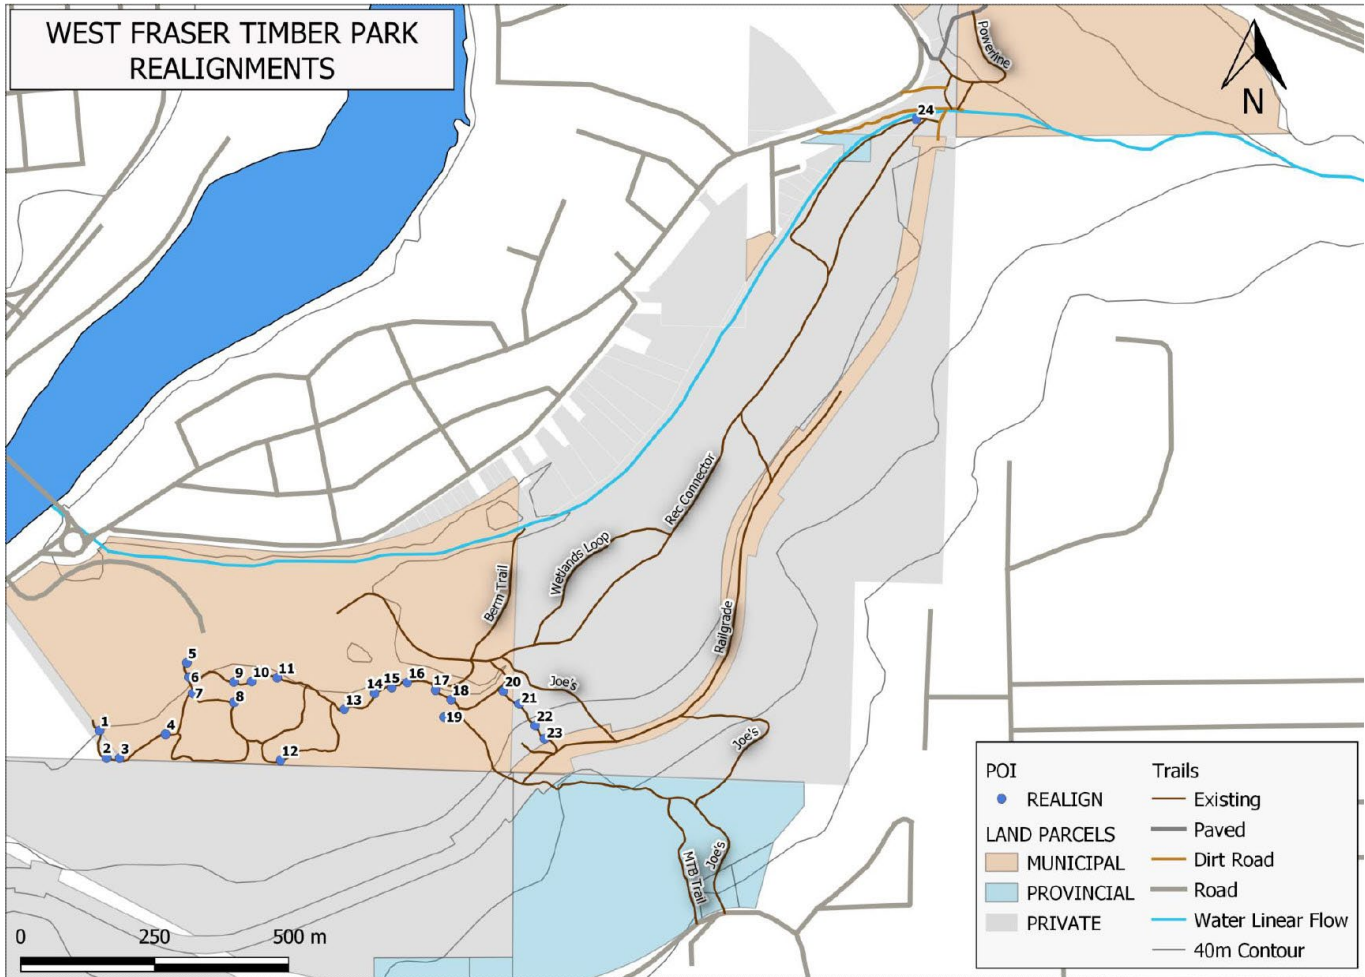 WEST FRASER TIMBER PARK
REALIGNMENTS
Powerline
N
24
Rec Connector
Wetlands Loop
Berm Trail
Railgrade
5
6
7
9
10
11
8
14
15
16
17
18
13
19
20
21
22
23
Joe's
1
2
3
4
12
Joe's
MTB Trail
Joe's
POI
REALIGN
LAND PARCELS
MUNICIPAL
PROVINCIAL
PRIVATE
Trails
Existing
Paved
Dirt Road
Road
Water Linear Flow
40m Contour
0 250 500 m